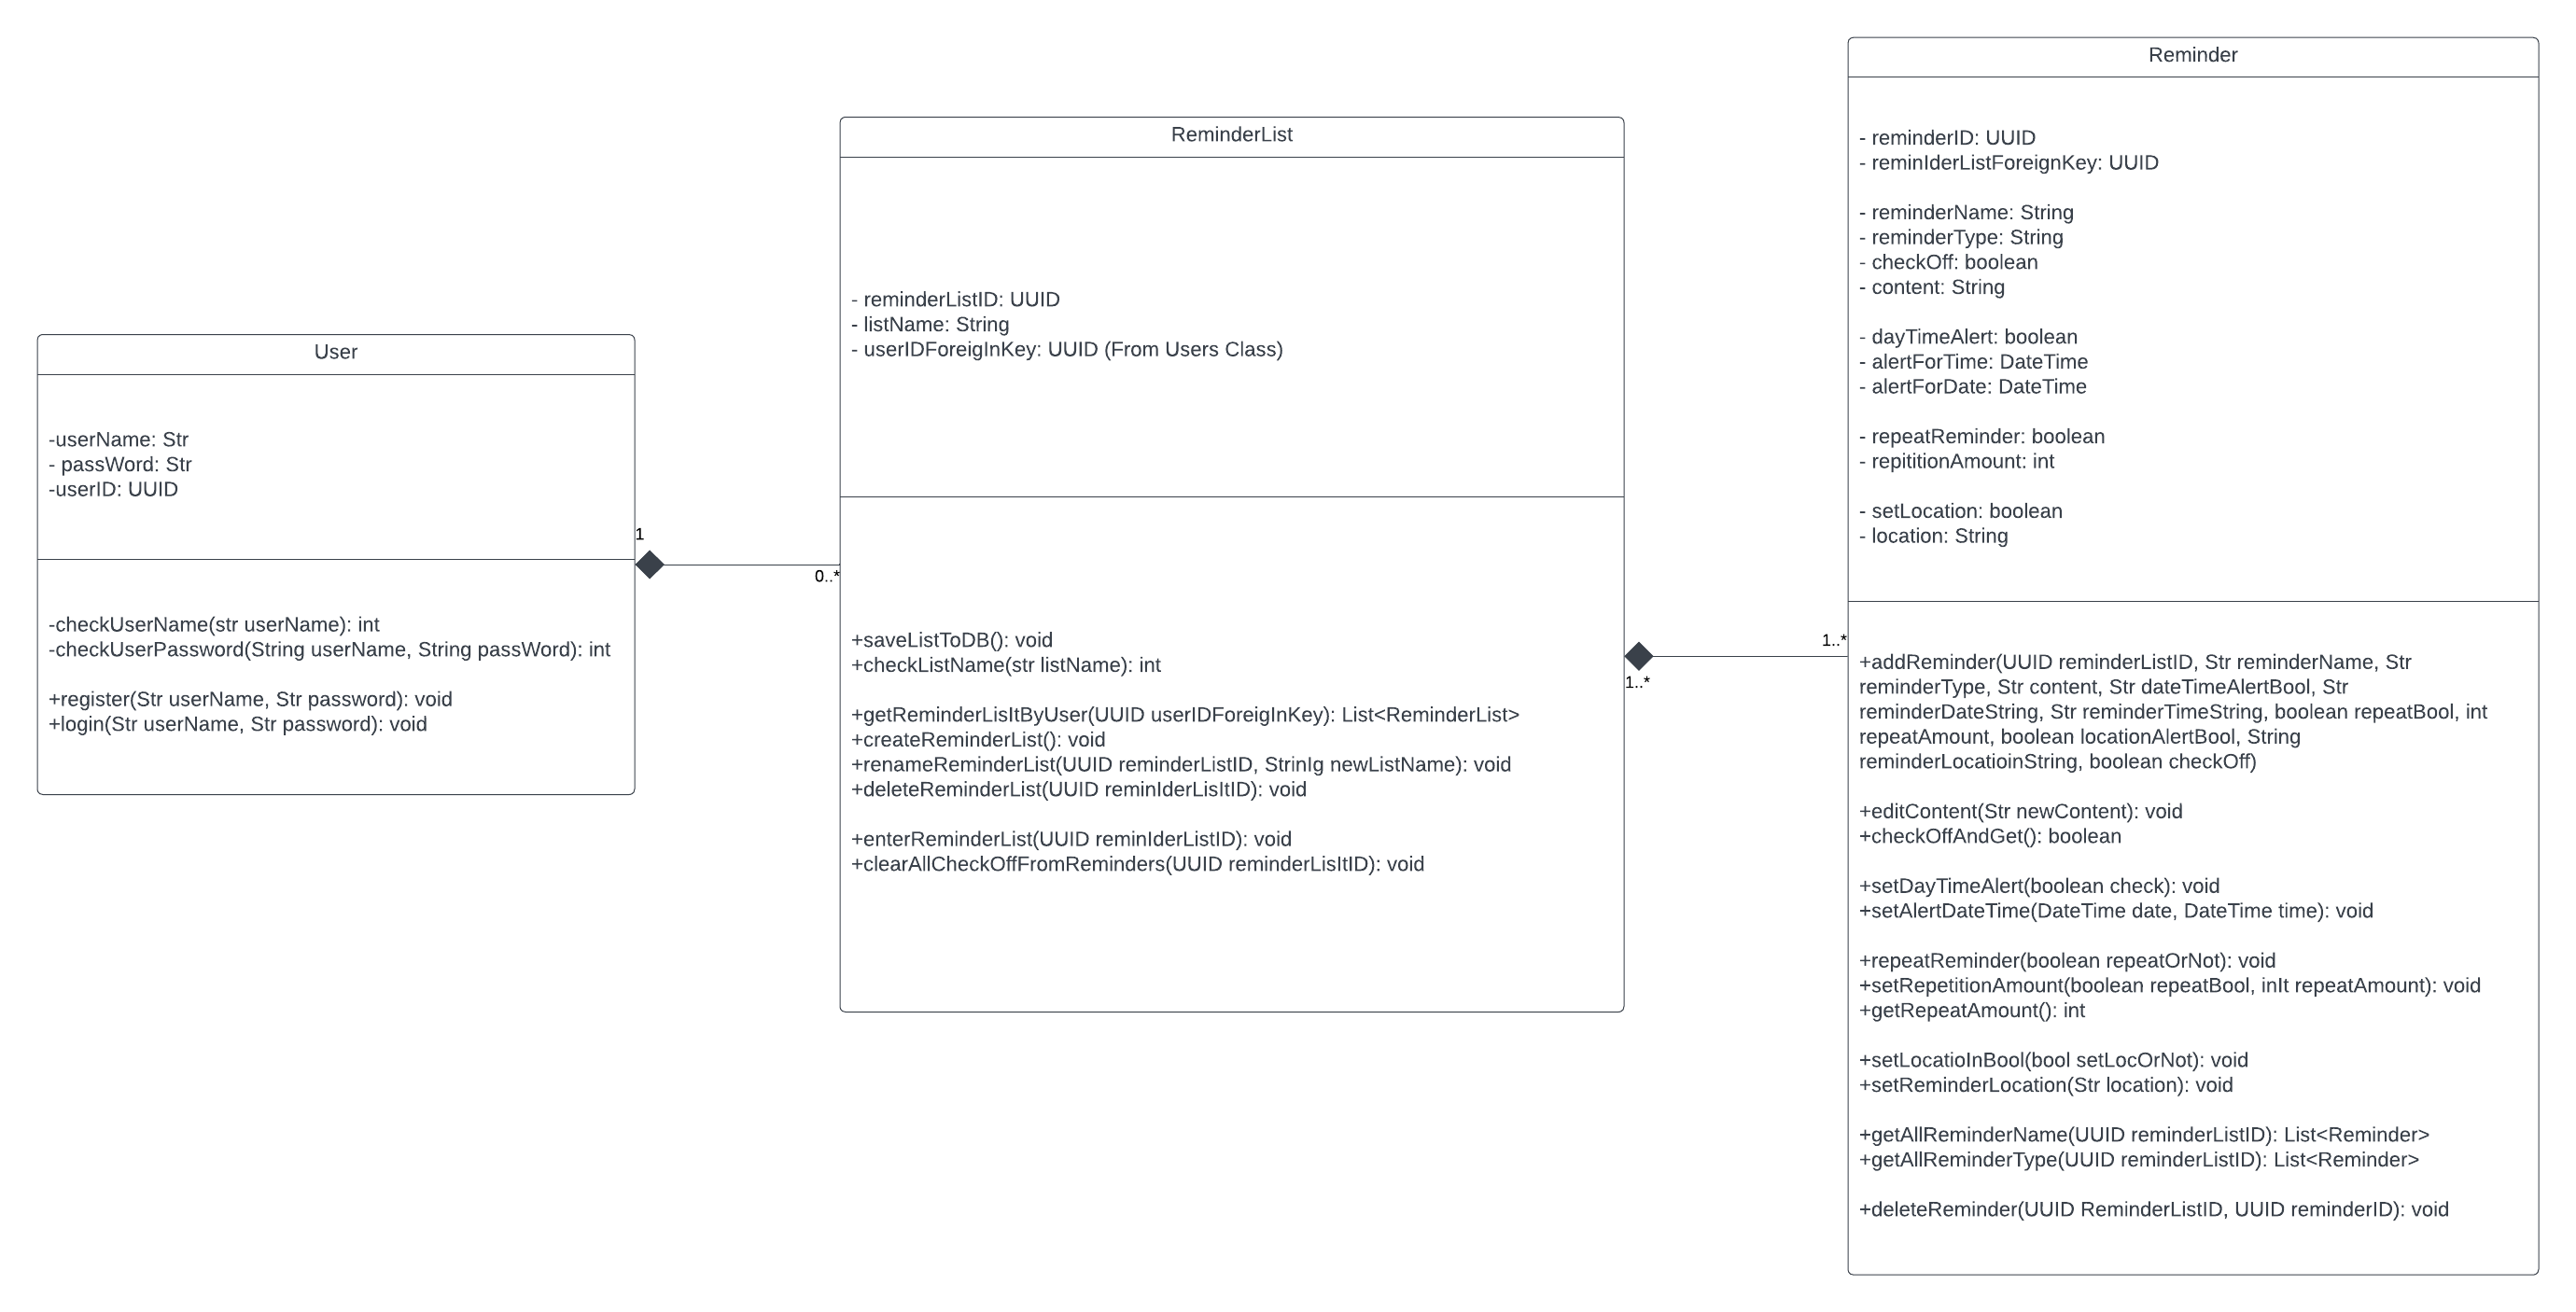 User
-userName: Str
- passWord: Str
-userID: UUID
-checkUserName(str userName): int
-checkUserPassword(String userName, String passWord): int
+register(Str userName, Str password): void
+login(Str userName, Str password): void
1
0..*
ReminderList
- reminderListID: UUID
- listName: String
- userIDForeigInKey: UUID (From Users Class)
+saveListToDB(): void
+checkListName(str listName): int
+getReminderLisItByUser(UUID userIDForeigInKey): List<ReminderList>
+createReminderList(): void
+renameReminderList(UUID reminderListID, StrinIg newListName): void
+deleteReminderList(UUID reminIderLisItID): void
+enterReminderList(UUID reminIderListID): void
+clearAllCheckOffFromReminders(UUID reminderLisItID): void
1..*
1..*
Reminder
- reminderID: UUID
- reminIderListForeignKey: UUID
- reminderName: String
- reminderType: String
- checkOff: boolean
- content: String
- dayTimeAlert: boolean
- alertForTime: DateTime
- alertForDate: DateTime
- repeatReminder: boolean
- repititionAmount: int
- setLocation: boolean
- location: String
+addReminder(UUID reminderListID, Str reminderName, Str
reminderType, Str content, Str dateTimeAlertBool, Str
reminderDateString, Str reminderTimeString, boolean repeatBool, int
repeatAmount, boolean locationAlertBool, String
reminderLocatioinString, boolean checkOff)
+editContent(Str newContent): void
+checkOffAndGet(): boolean
+setDayTimeAlert(boolean check): void
+setAlertDateTime(DateTime date, DateTime time): void
+repeatReminder(boolean repeatOrNot): void
+setRepetitionAmount(boolean repeatBool, inIt repeatAmount): void
+getRepeatAmount(): int
+setLocatioInBool(bool setLocOrNot): void
+setReminderLocation(Str location): void
+getAllReminderName(UUID reminderListID): List<Reminder>
+getAllReminderType(UUID reminderListID): List<Reminder>
+deleteReminder(UUID ReminderListID, UUID reminderID): void